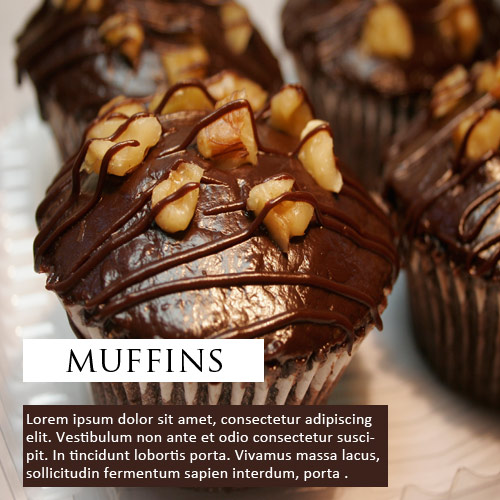 MUFFINS
Lorem ipsum dolor sit amet, consectetur adipiscing
elit. Vestibulum non ante et odio consectetur susci-
pit. In tincidunt lobortis porta. Vivamus massa lacus,
sollicitudin fermentum sapien interdum, porta .